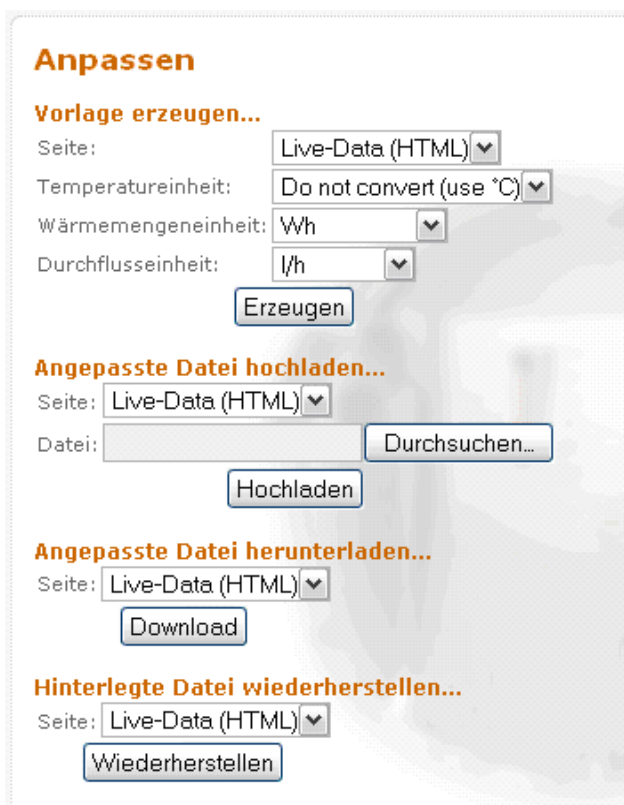 Anpassen
Vorlage erzeugen...
Seite: Live-Data (HTML)
Temperatureinheit: Do not convert (use °C)
Wärmemengeneinheit: Wh
Durchflusseinheit: l/h
Erzeugen
Angepasste Datei hochladen...
Seite: Live-Data (HTML)
Datei: Durchsuchen...
Hochladen
Angepasste Datei herunterladen...
Seite: Live-Data (HTML)
Download
Hinterlegte Datei wiederherstellen...
Seite: Live-Data (HTML)
Wiederherstellen